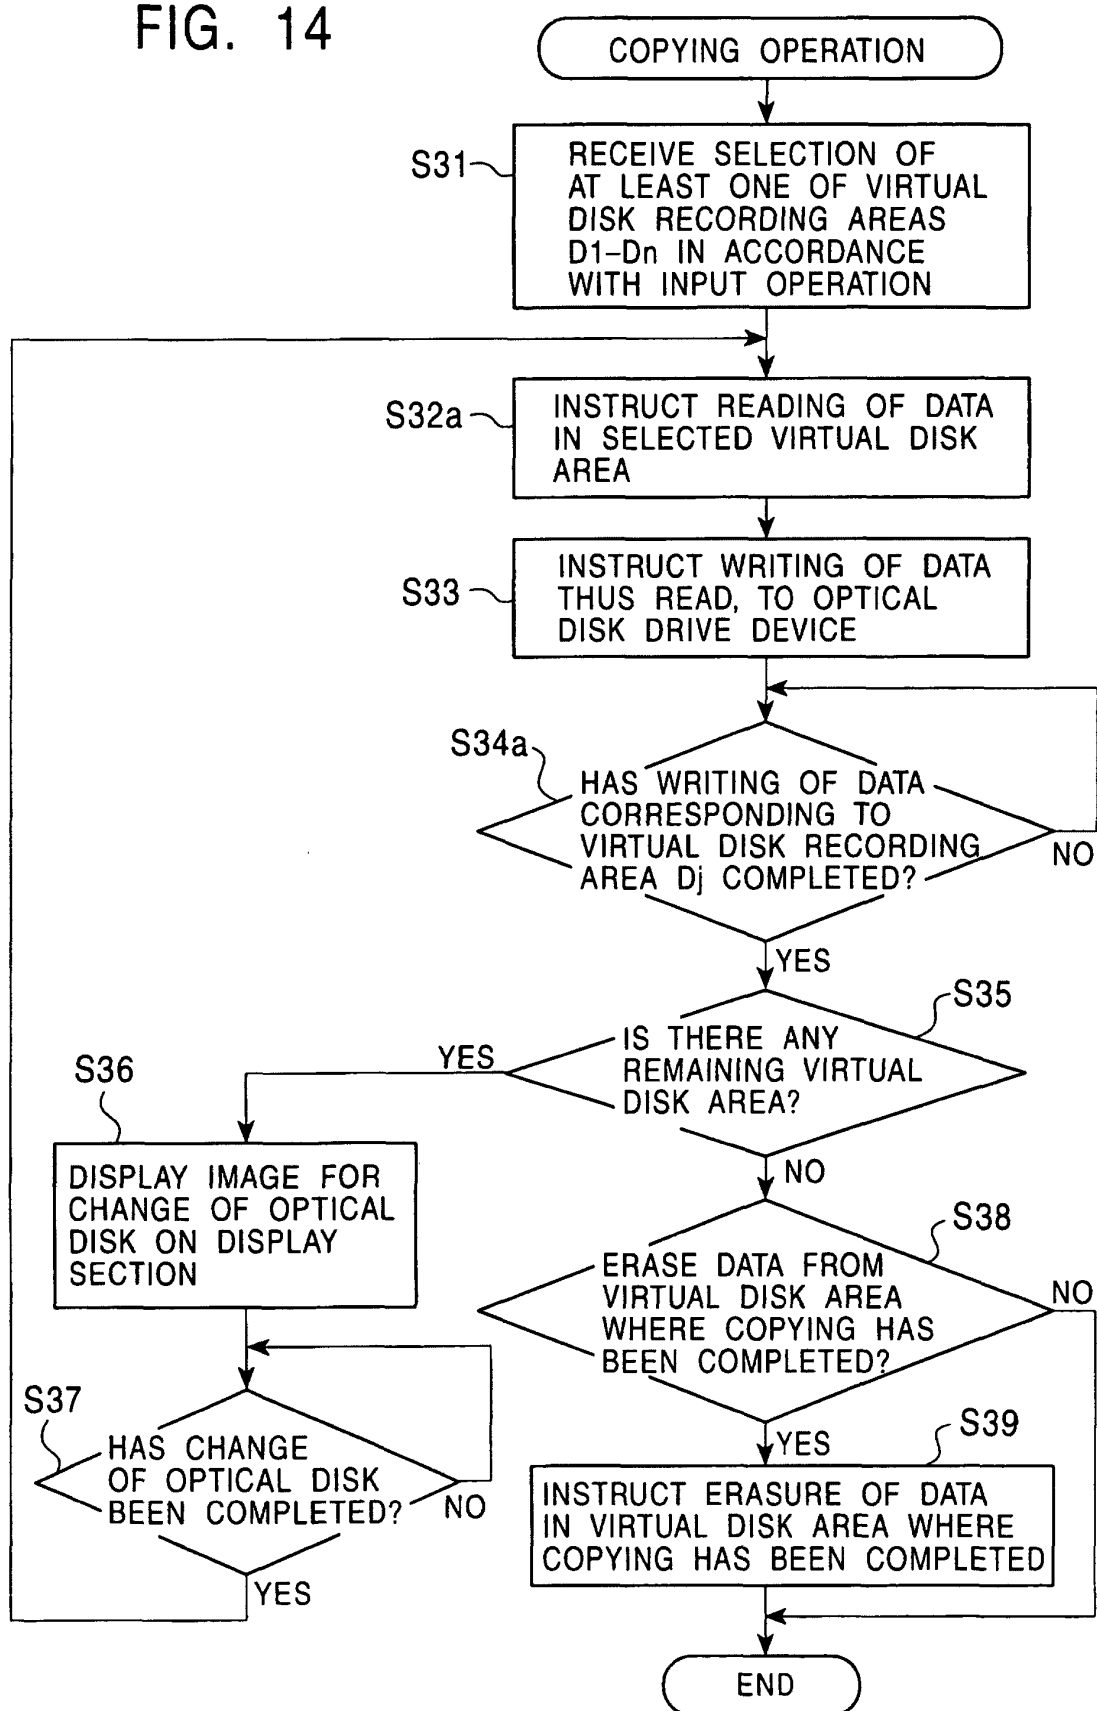 FIG. 14
COPYING OPERATION
S31
RECEIVE SELECTION OF
AT LEAST ONE OF VIRTUAL
DISK RECORDING AREAS
D1-Dn IN ACCORDANCE
WITH INPUT OPERATION
S32a
INSTRUCT READING OF DATA
IN SELECTED VIRTUAL DISK
AREA
S33
INSTRUCT WRITING OF DATA
THUS READ, TO OPTICAL
DISK DRIVE DEVICE
S34a
HAS WRITING OF DATA
CORRESPONDING TO
VIRTUAL DISK RECORDING
AREA Dj COMPLETED?
NO
YES
S35
IS THERE ANY
REMAINING VIRTUAL
DISK AREA?
YES
NO
S36
DISPLAY IMAGE FOR
CHANGE OF OPTICAL
DISK ON DISPLAY
SECTION
S37
HAS CHANGE
OF OPTICAL DISK
BEEN COMPLETED?
NO
YES
S38
ERASE DATA FROM
VIRTUAL DISK AREA
WHERE COPYING HAS
BEEN COMPLETED?
NO
YES
S39
INSTRUCT ERASURE OF DATA
IN VIRTUAL DISK AREA WHERE
COPYING HAS BEEN COMPLETED
END